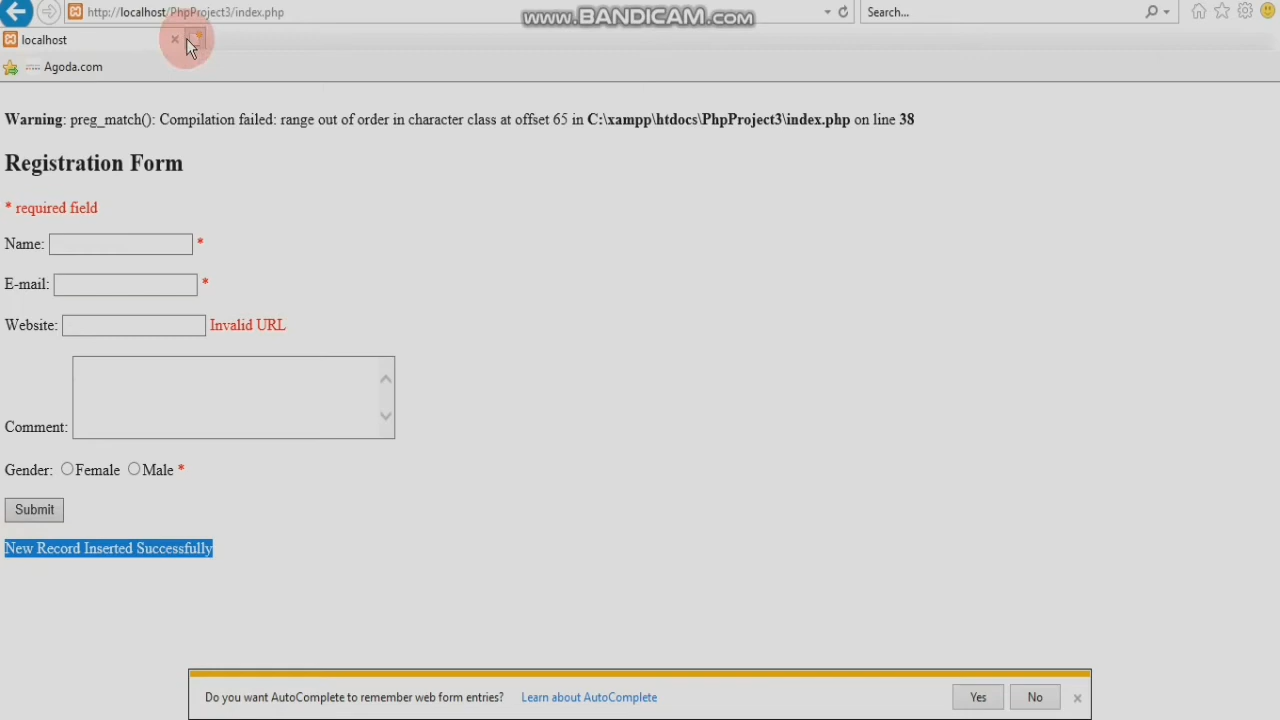 http://localhost/PhpProject3/index.php
Search...
www.BANDICAM.com
localhost
Agoda.com
Warning: preg_match(): Compilation failed: range out of order in character class at offset 65 in C:\xampp\htdocs\PhpProject3\index.php on line 38
Registration Form
* required field
Name: *
E-mail: *
Website: Invalid URL
Comment:
Gender: Female Male *
Submit
New Record Inserted Successfully
Do you want AutoComplete to remember web form entries? Learn about AutoComplete Yes No